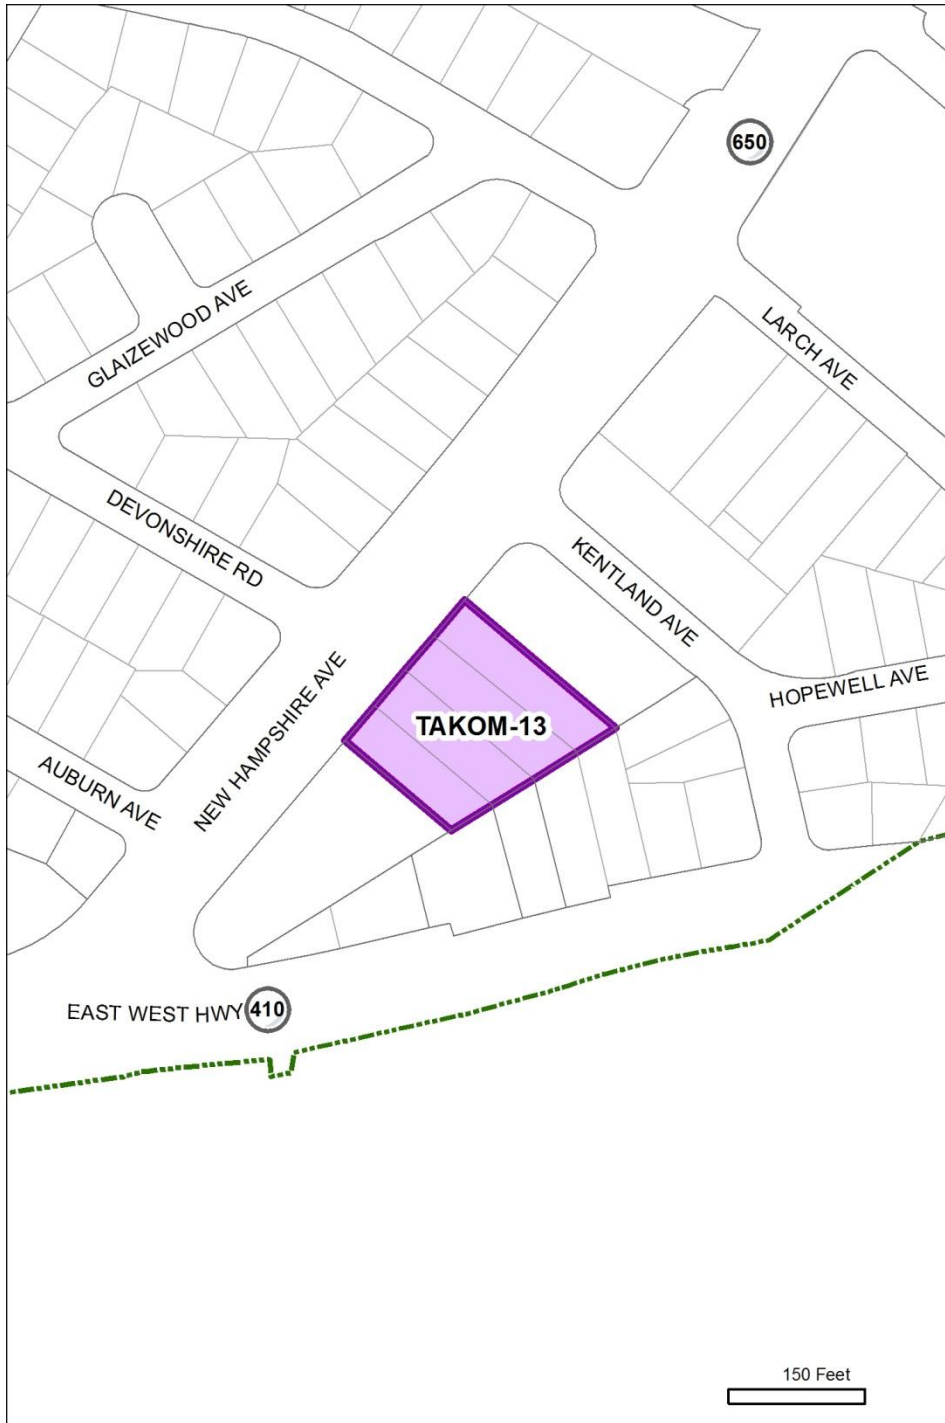 650
LARCH AVE
GLAIZEWOOD AVE
DEVONSHIRE RD
KENTLAND AVE
HOPEWELL AVE
NEW HAMPSHIRE AVE
TAKOM-13
AUBURN AVE
EAST WEST HWY 410
150 Feet